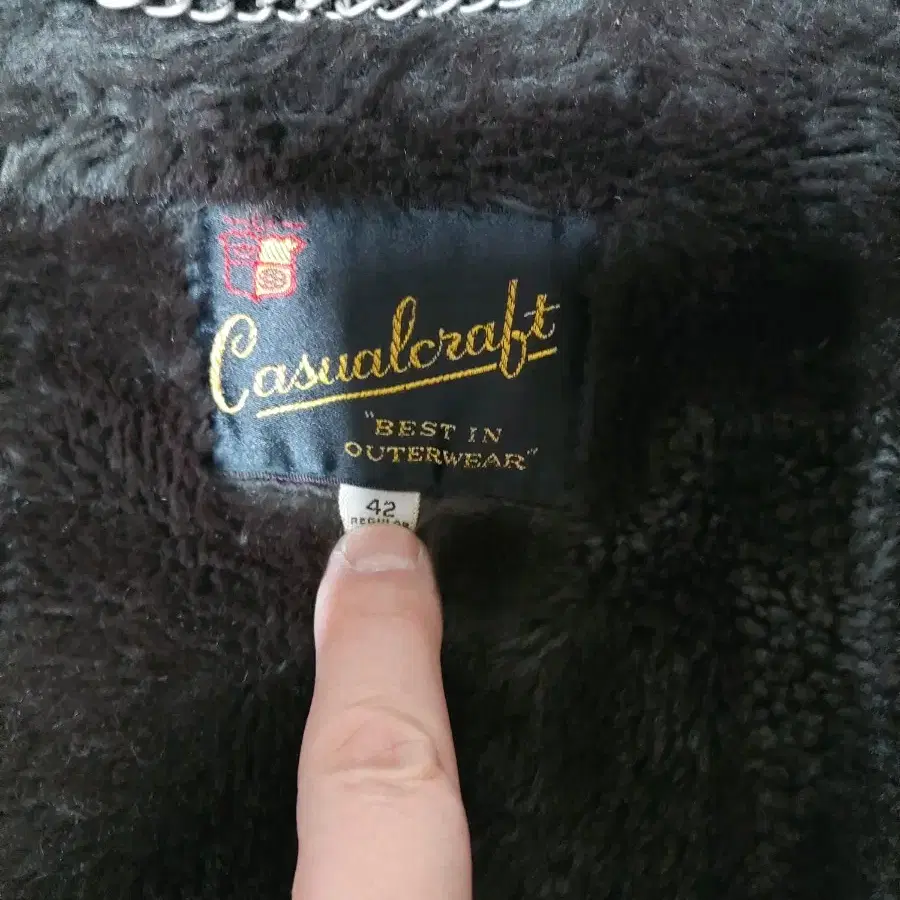 Casualcraft
"BEST IN
OUTERWEAR"
42
REGULAR